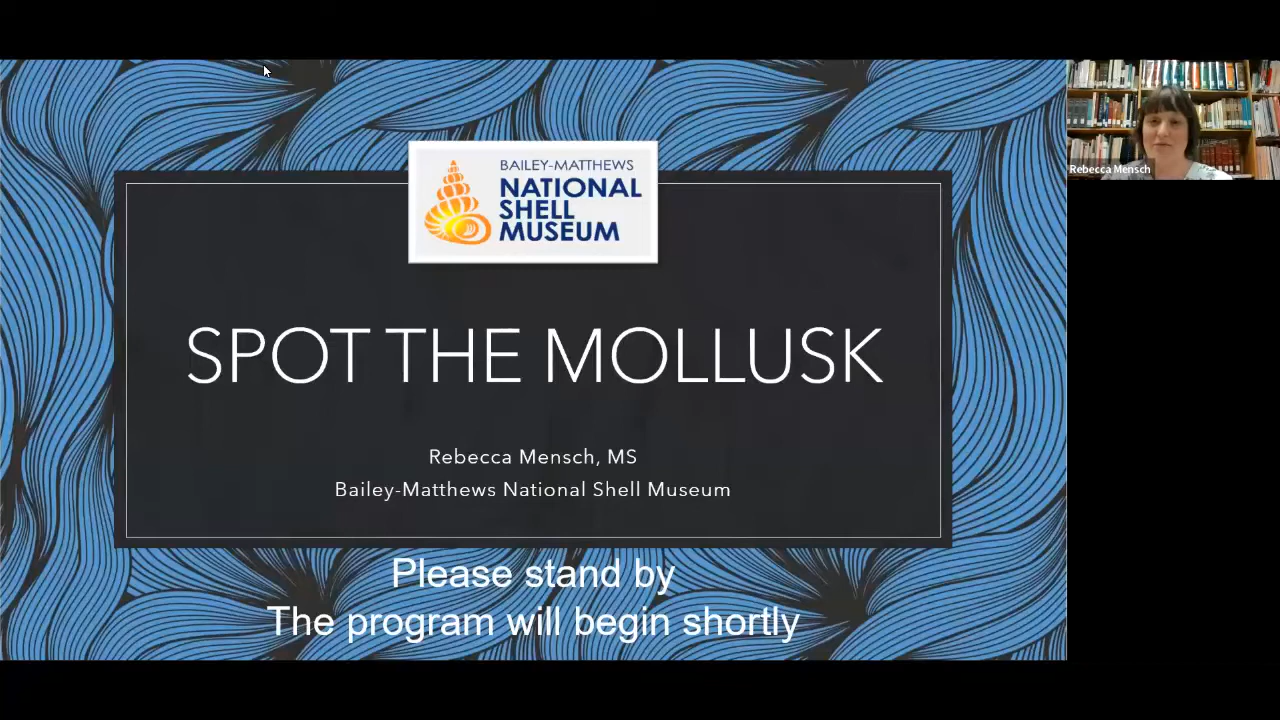 BAILEY-MATTHEWS
NATIONAL
SHELL
MUSEUM
SPOT THE MOLLUSK
Rebecca Mensch, MS
Bailey-Matthews National Shell Museum
Please stand by
The program will begin shortly
Rebecca Mensch